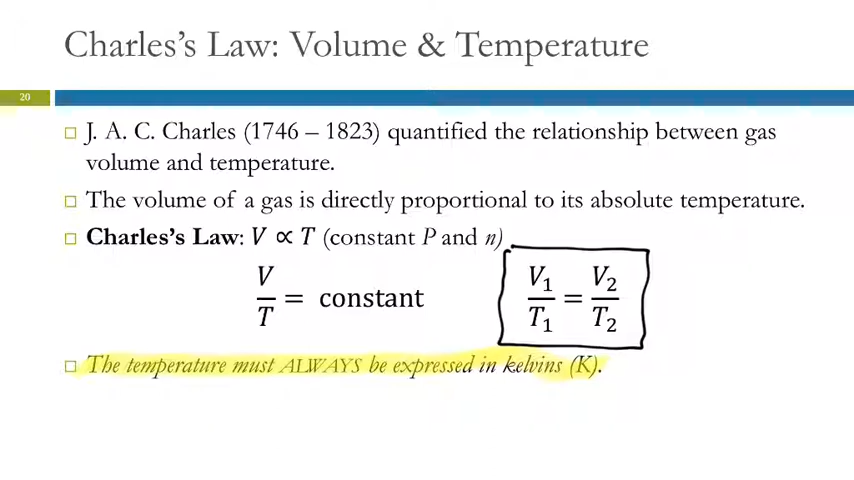 Charles’s Law: Volume & Temperature
20
J. A. C. Charles (1746 – 1823) quantified the relationship between gas
volume and temperature.
The volume of a gas is directly proportional to its absolute temperature.
Charles’s Law: V ∝ T (constant P and n)
V/T = constant    V₁/T₁ = V₂/T₂
The temperature must ALWAYS be expressed in kelvins (K).